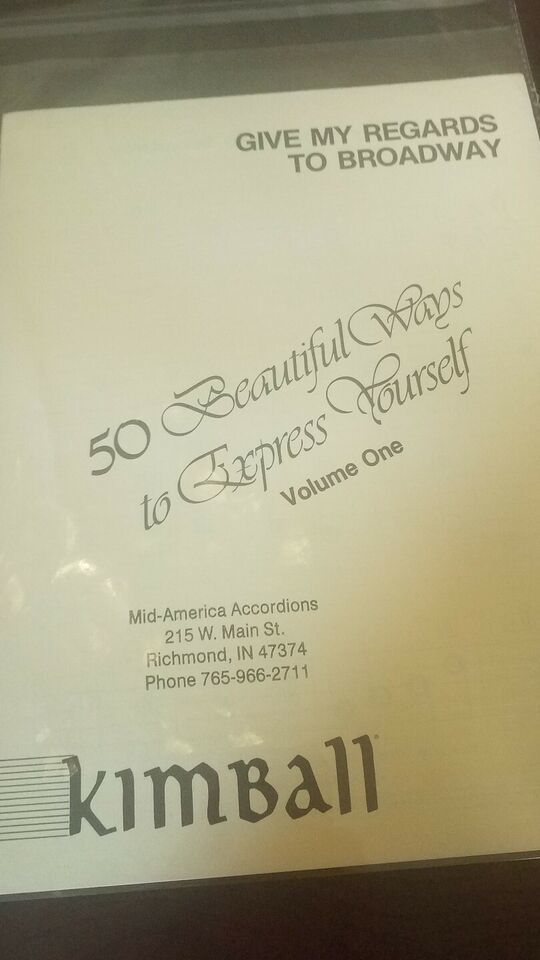 GIVE MY REGARDS
TO BROADWAY
50 Beautiful Ways
to Express Yourself
Volume One
Mid-America Accordions
215 W. Main St.
Richmond, IN 47374
Phone 765-966-2711
KIMBALL®